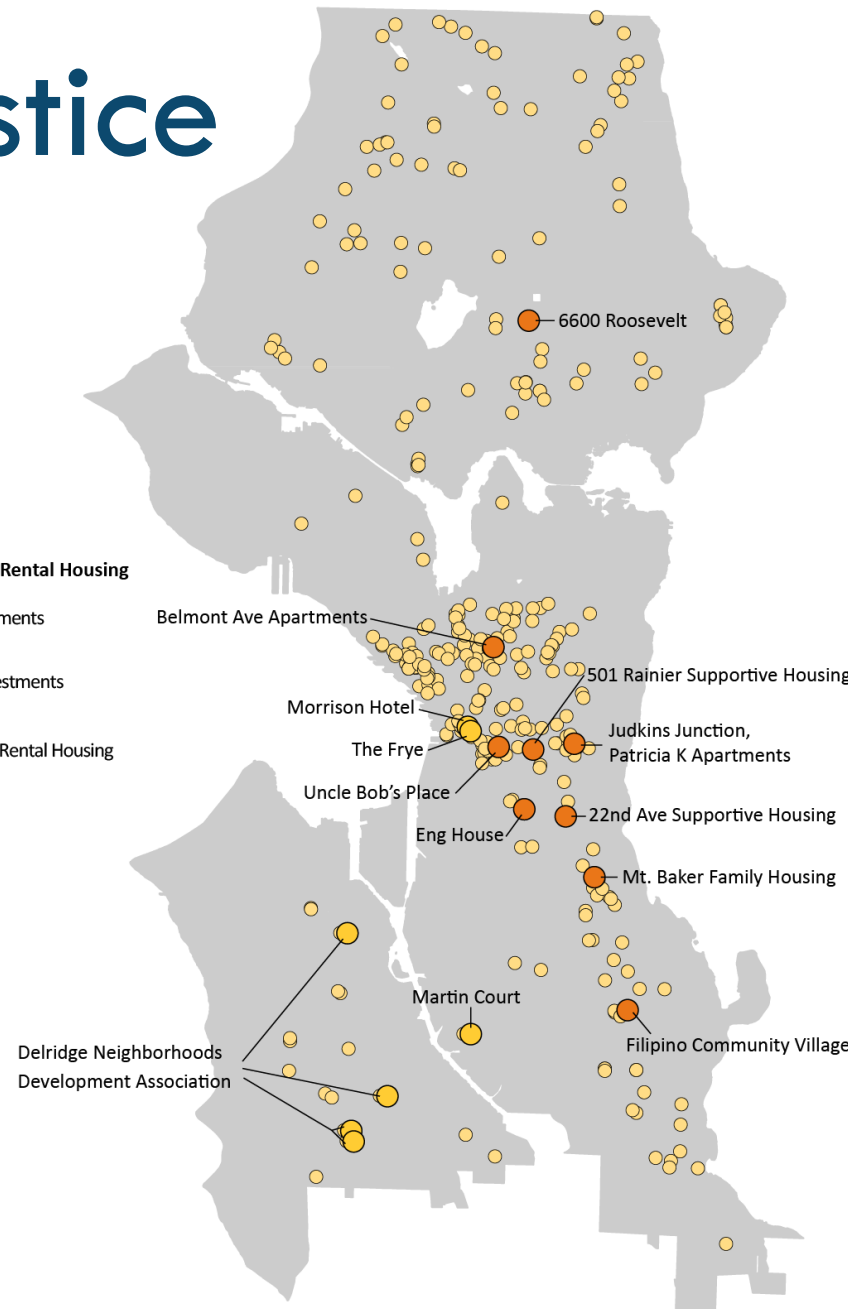 stice
6600 Roosevelt
Rental Housing
ments
Belmont Ave Apartments
501 Rainier Supportive Housing
estments
Morrison Hotel
Judkins Junction,
Patricia K Apartments
The Frye
Rental Housing
Uncle Bob's Place
22nd Ave Supportive Housing
Eng House
Mt. Baker Family Housing
Martin Court
Filipino Community Village
Delridge Neighborhoods
Development Association